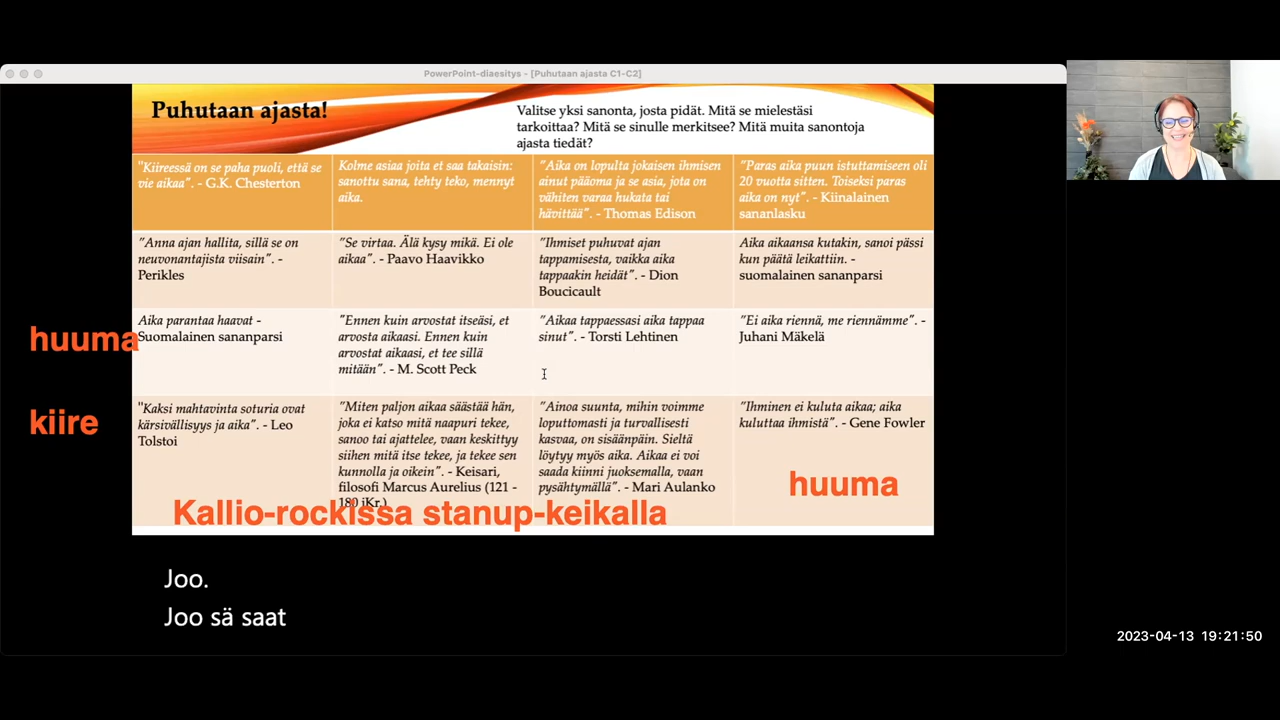 PowerPoint-diaesitys - [Puhutaan ajasta C1-C2]
Puhutaan ajasta!
Valitse yksi sanonta, josta pidät. Mitä se mielestäsi
tarkoittaa? Mitä se sinulle merkitsee? Mitä muita sanontoja
ajasta tiedät?
"Kiireessä on se paha puoli, että se
vie aikaa". - G.K. Chesterton
Kolme asiaa joita et saa takaisin:
sanottu sana, tehty teko, mennyt
aika.
"Aika on lopulta jokaisen ihmisen
ainut pääoma ja se asia, jota on
vähiten varaa hukata tai
hävittää". - Thomas Edison
"Paras aika puun istuttamiseen oli
20 vuotta sitten. Toiseksi paras
aika on nyt". - Kiinalainen
sananlasku
"Anna ajan hallita, sillä se on
neuvonantajista viisain". -
Perikles
"Se virtaa. Älä kysy mikä. Ei ole
aikaa". - Paavo Haavikko
"Ihmiset puhuvat ajan
tappamisesta, vaikka aika
tappaakin heidät". - Dion
Boucicault
Aika aikaansa kutakin, sanoi pässi
kun päätä leikattiin. -
suomalainen sananparsi
huuma
Aika parantaa haavat -
Suomalainen sananparsi
"Ennen kuin arvostat itseäsi, et
arvosta aikaasi. Ennen kuin
arvostat aikaasi, et tee sillä
mitään". - M. Scott Peck
"Aikaa tappaessasi aika tappaa
sinut". - Torsti Lehtinen
"Ei aika riennä, me riennämme". -
Juhani Mäkelä
kiire
"Kaksi mahtavinta soturia ovat
kärsivällisyys ja aika". - Leo
Tolstoi
"Miten paljon aikaa säästää hän,
joka ei katso mitä naapuri tekee,
sanoo tai ajattelee, vaan keskittyy
siihen mitä itse tekee, ja tekee sen
kunnolla ja oikein". - Keisari,
filosofi Marcus Aurelius (121 -
180 jKr.)
"Ainoa suunta, mihin voimme
loputtomasti ja turvallisesti
kasvaa, on sisäänpäin. Sieltä
löytyy myös aika. Aikaa ei voi
saada kiinni juoksemalla, vaan
pysähtymällä". - Mari Aulanko
"Ihminen ei kuluta aikaa; aika
kuluttaa ihmistä". - Gene Fowler
huuma
Kallio-rockissa stanup-keikalla
Joo.
Joo sä saat
2023-04-13 19:21:50